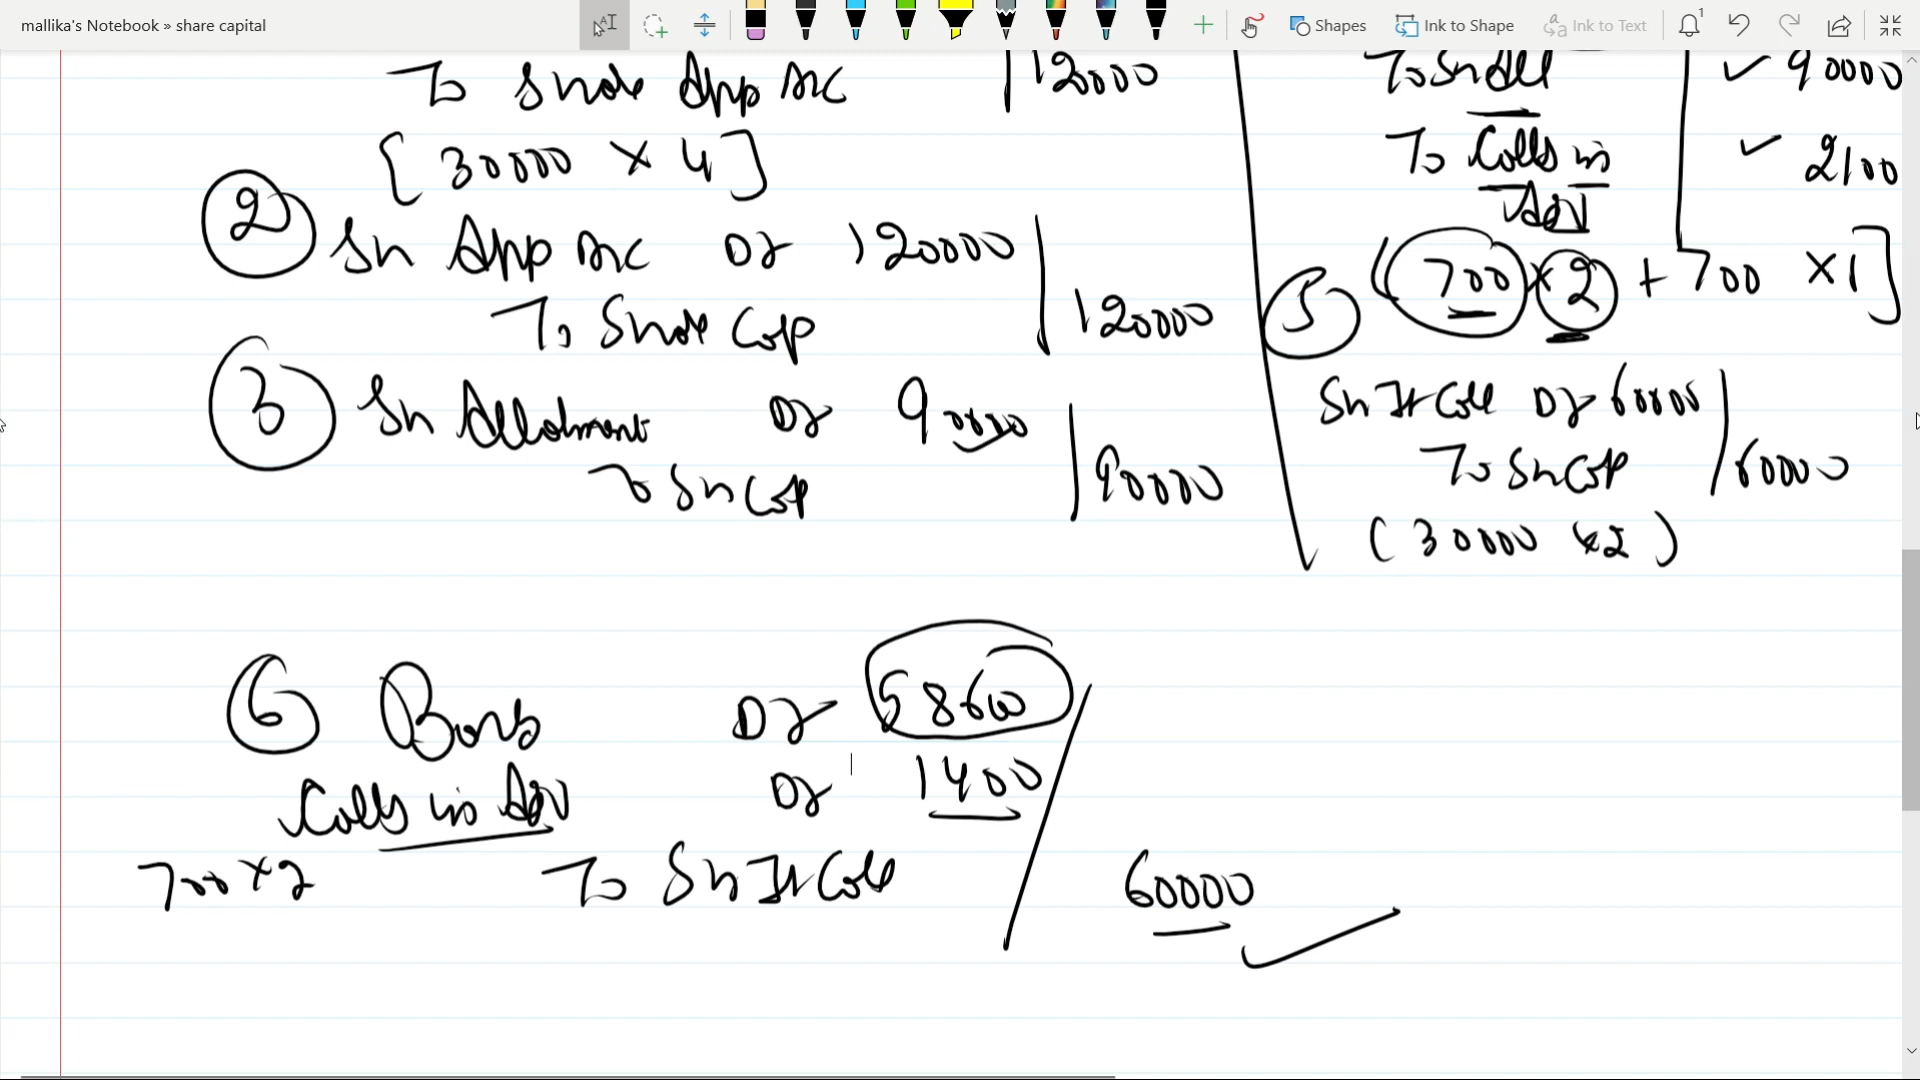 mallika's Notebook » share capital
Shapes
Ink to Shape
Ink to Text
1
To Share App A/C 120000
[30000 × 4]
② Sh App A/C Dr 120000
To Share Cap 120000
③ Sh Allotment Dr 90000
To Sh Cap 90000
To Sh All ✓ 90000
To Calls in ✓ 2100
Adv
(700 × 2 + 700 × 1]
⑤
Sh Ist Call Dr 60000
To Sh Cap 60000
(30000 × 2)
⑥ Bank Dr 58600
Calls in Adv Dr 1400
700 × 2 To Sh Ist Call 60000